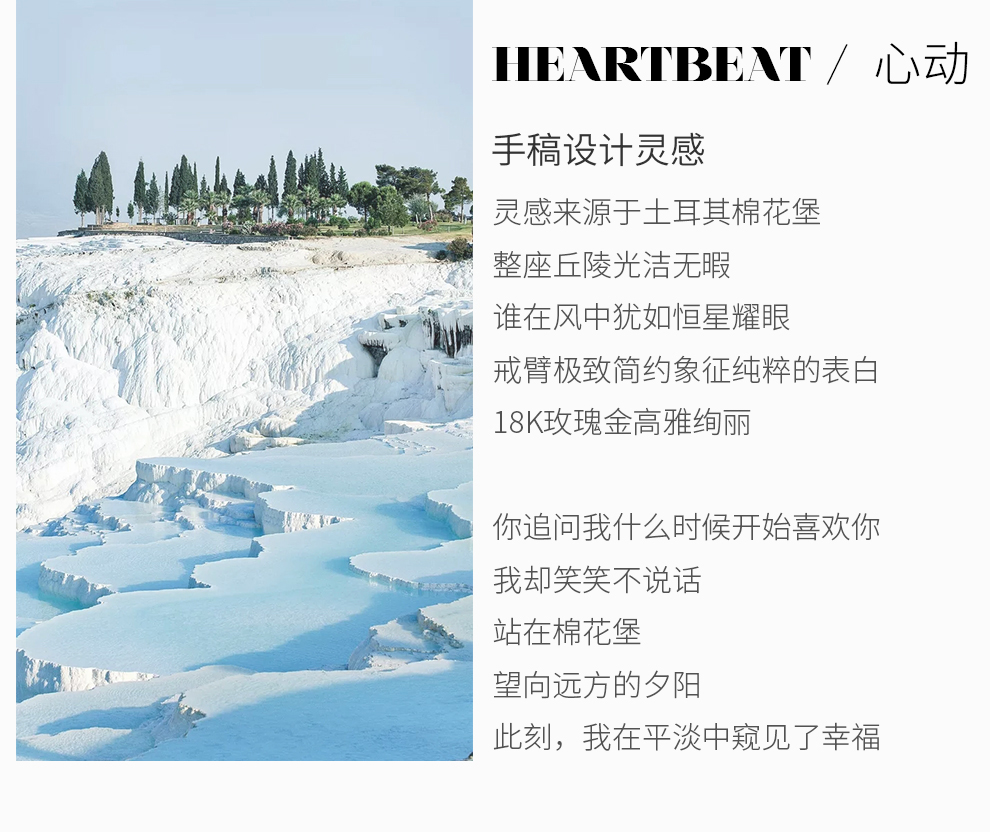 HEARTBEAT / 心动
手稿设计灵感
灵感来源于土耳其棉花堡
整座丘陵光洁无暇
谁在风中犹如恒星耀眼
戒臂极致简约象征纯粹的表白
18K玫瑰金高雅绚丽
你追问我什么时候开始喜欢你
我却笑笑不说话
站在棉花堡
望向远方的夕阳
此刻，我在平淡中窥见了幸福